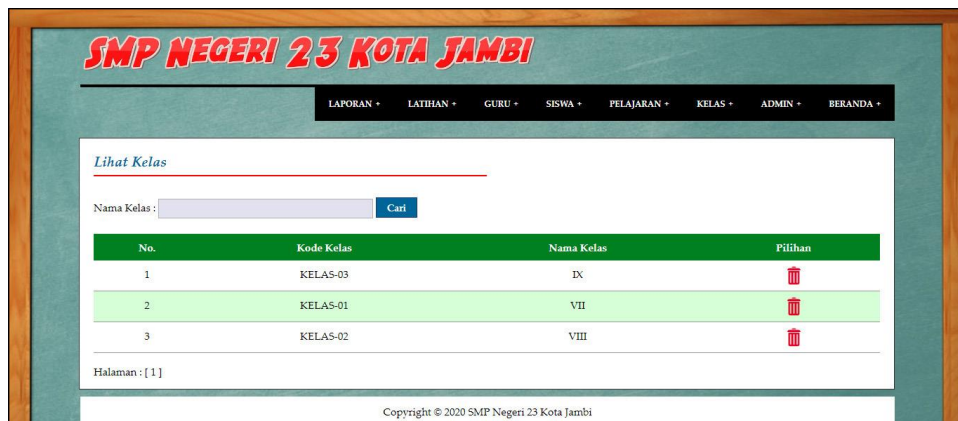 SMP NEGERI 23 KOTA JAMBI
LAPORAN + LATIHAN + GURU + SISWA + PELAJARAN + KELAS + ADMIN + BERANDA +
Lihat Kelas
Nama Kelas : Cari
No. Kode Kelas Nama Kelas Pilihan
1 KELAS-03 IX
2 KELAS-01 VII
3 KELAS-02 VIII
Halaman : [ 1 ]
Copyright © 2020 SMP Negeri 23 Kota Jambi